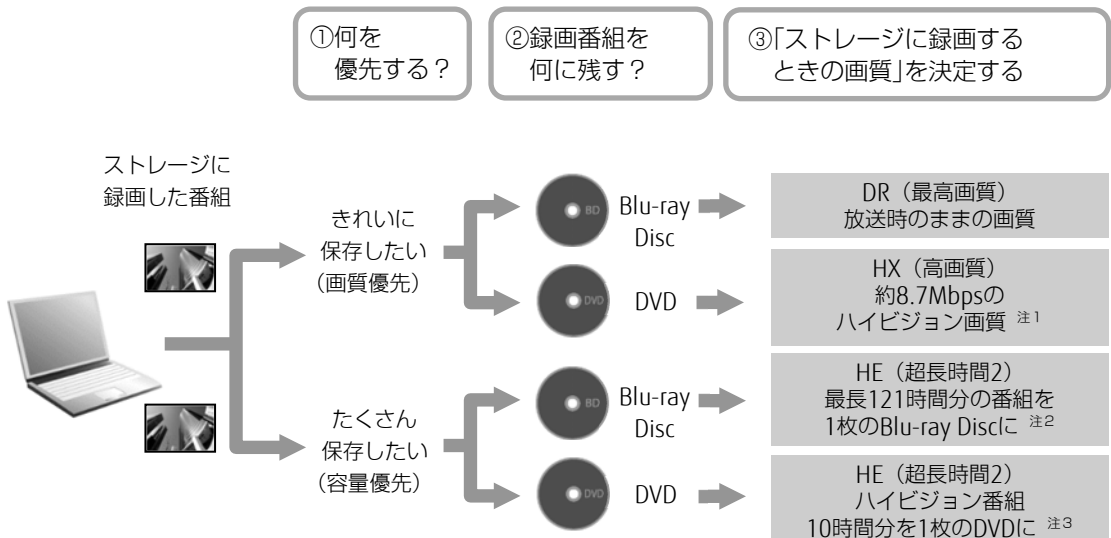 ①何を
優先する？
②録画番組を
何に残す？
③「ストレージに録画する
ときの画質」を決定する
ストレージに
録画した番組
きれいに
保存したい
（画質優先）
BD
Blu-ray
Disc
DR（最高画質）
放送時のままの画質
DVD
DVD
HX（高画質）
約8.7Mbpsの
ハイビジョン画質 注1
たくさん
保存したい
（容量優先）
BD
Blu-ray
Disc
HE（超長時間2）
最長121時間分の番組を
1枚のBlu-ray Discに 注2
DVD
DVD
HE（超長時間2）
ハイビジョン番組
10時間分を1枚のDVDに 注3